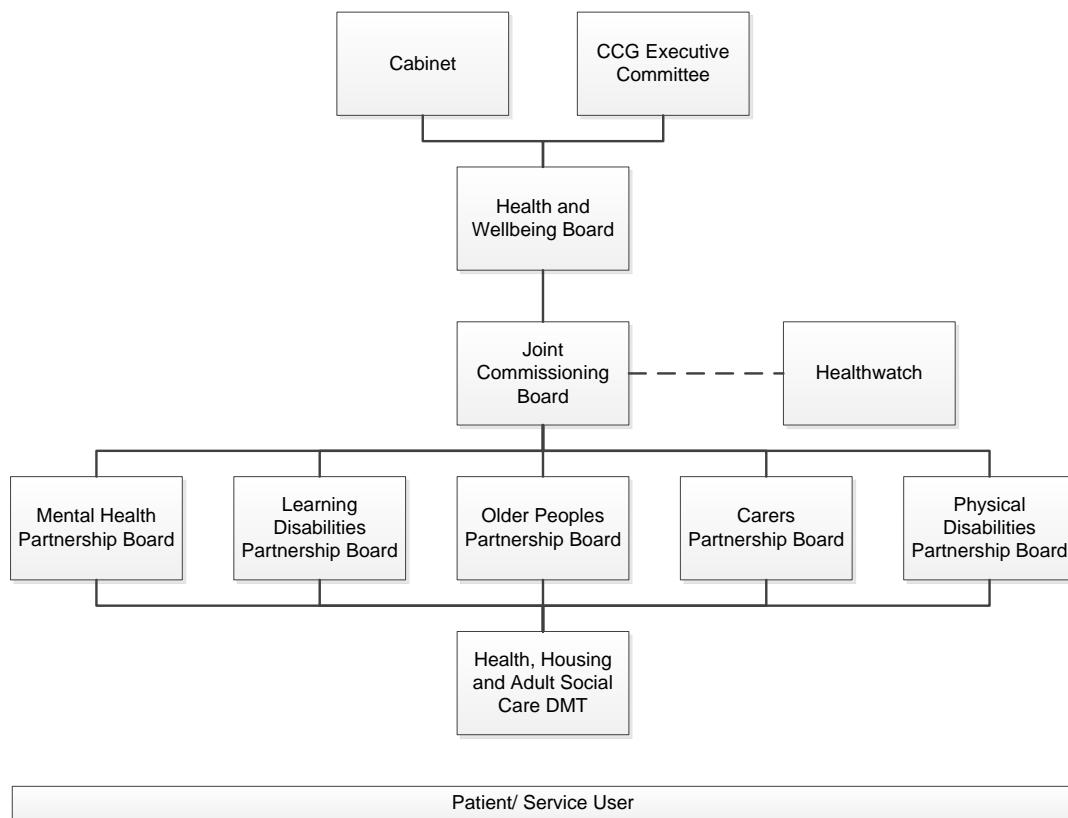 Cabinet
CCG Executive
Committee
Health and
Wellbeing Board
Joint
Commissioning
Board
Healthwatch
Mental Health
Partnership Board
Learning
Disabilities
Partnership Board
Older Peoples
Partnership Board
Carers
Partnership Board
Physical
Disabilities
Partnership Board
Health, Housing
and Adult Social
Care DMT
Patient/ Service User